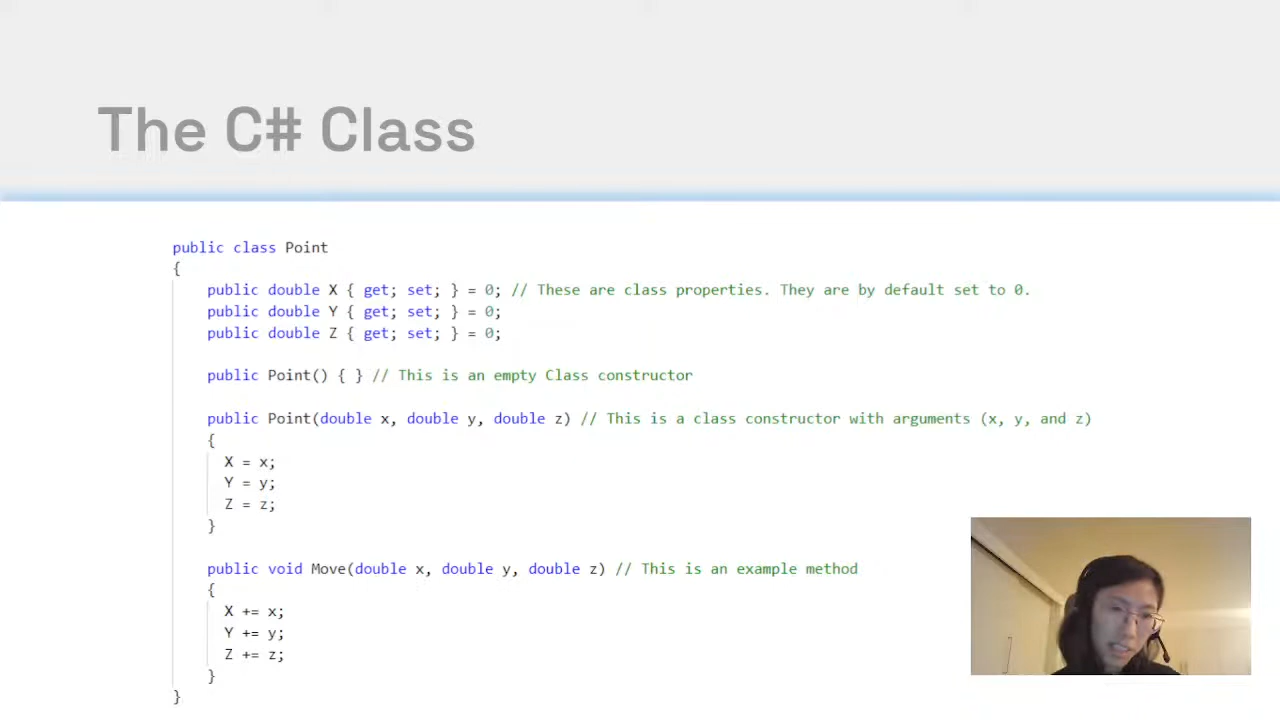 The C# Class
public class Point
{
public double X { get; set; } = 0; // These are class properties. They are by default set to 0.
public double Y { get; set; } = 0;
public double Z { get; set; } = 0;
public Point() { } // This is an empty Class constructor
public Point(double x, double y, double z) // This is a class constructor with arguments (x, y, and z)
{
X = x;
Y = y;
Z = z;
}
public void Move(double x, double y, double z) // This is an example method
{
X += x;
Y += y;
Z += z;
}
}